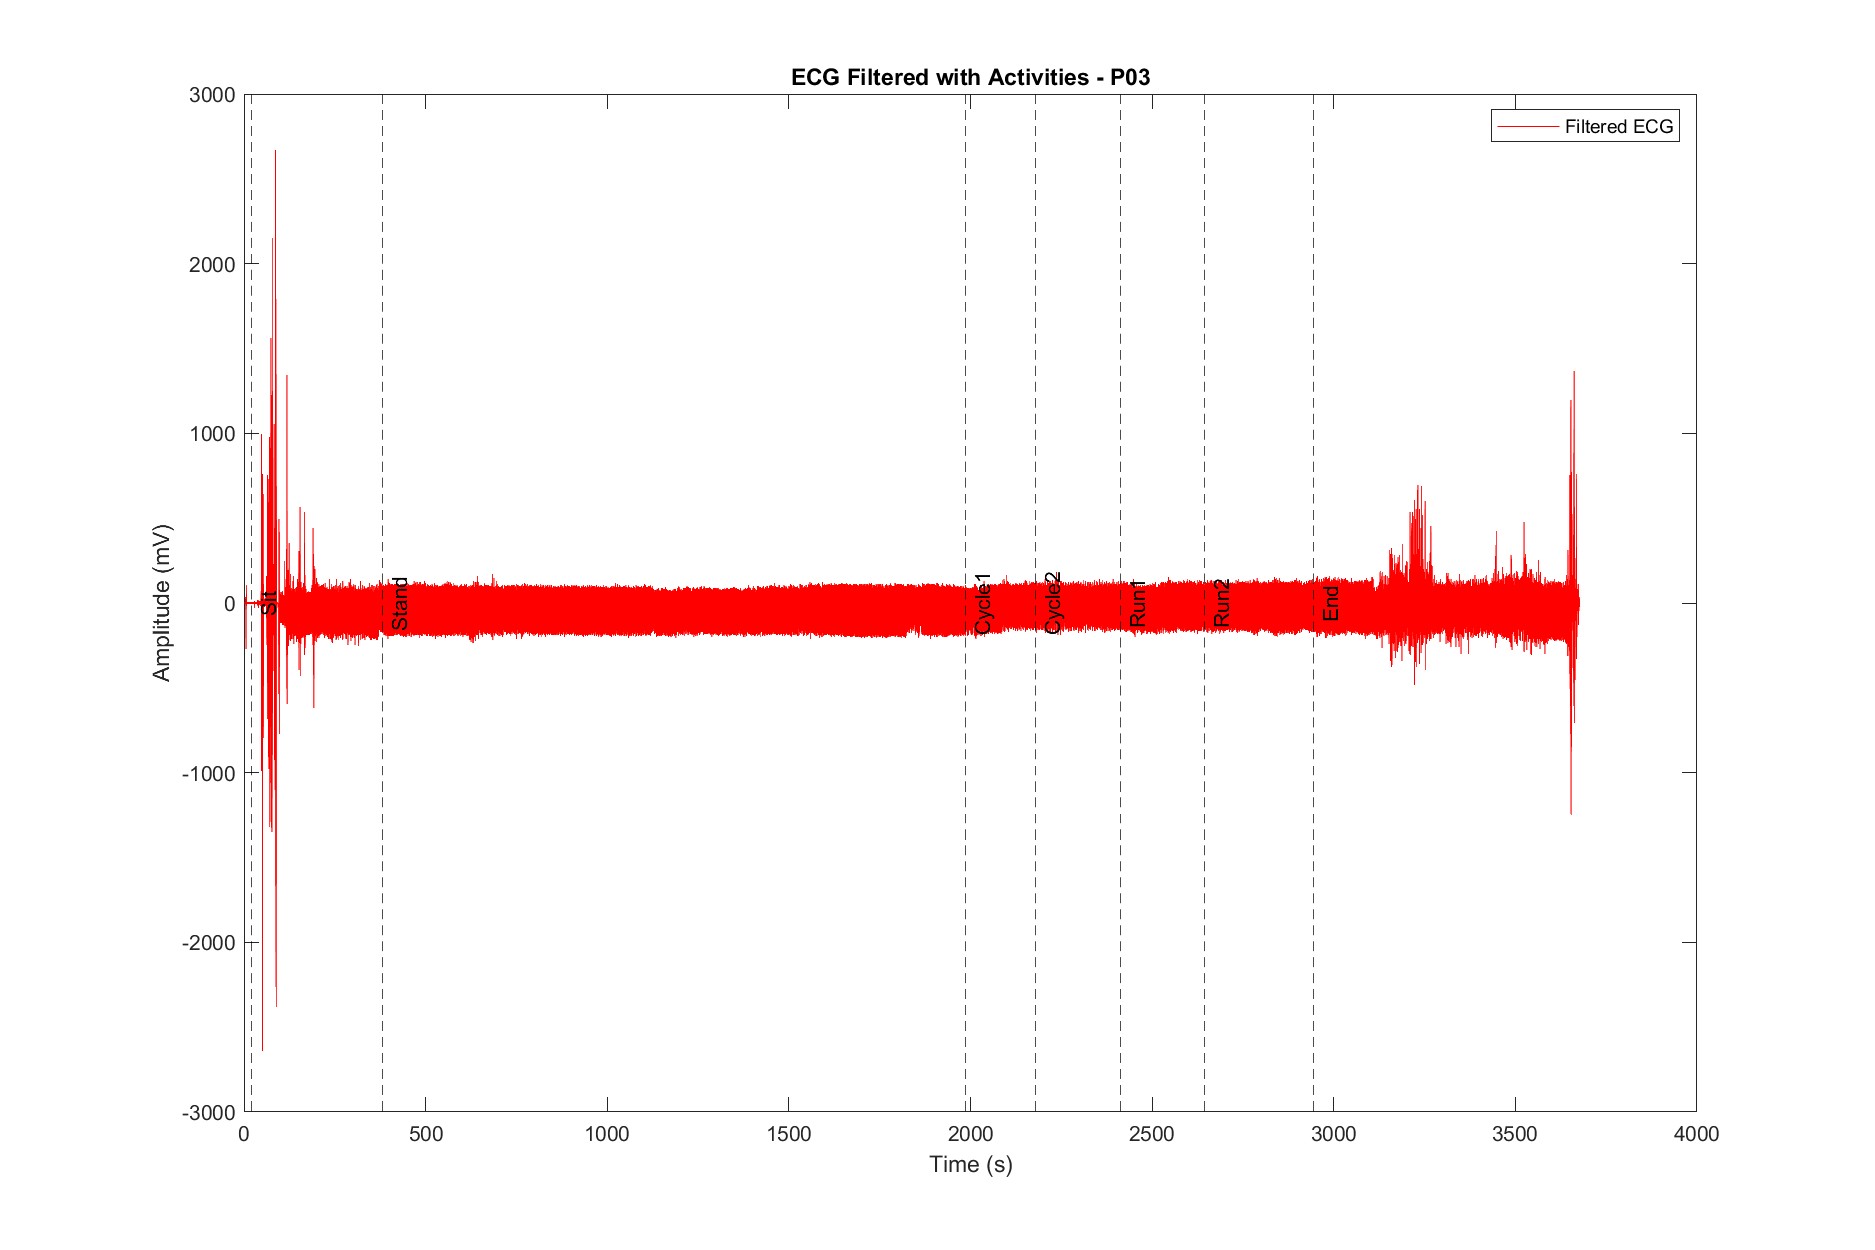 ECG Filtered with Activities - P03
3000
2000
1000
0
-1000
-2000
-3000
Amplitude (mV)
Filtered ECG
Sit
Stand
Cycle1
Cycle2
Run1
Run2
End
0 500 1000 1500 2000 2500 3000 3500 4000
Time (s)